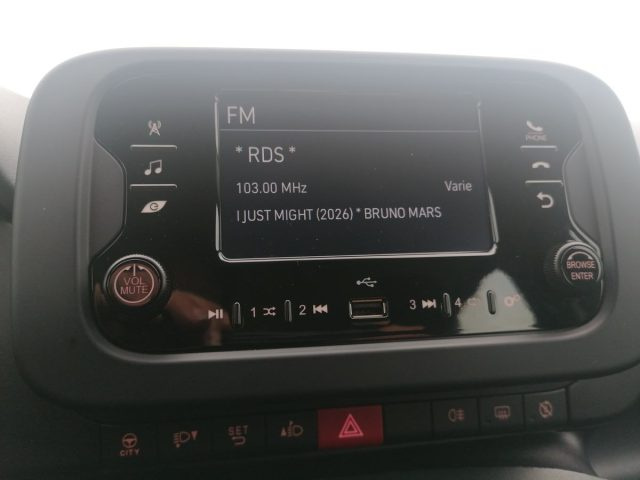 FM
* RDS *
103.00 MHz Varie
I JUST MIGHT (2026) * BRUNO MARS
PHONE
VOL
MUTE
BROWSE
ENTER
1 2 3 4
CITY
SET